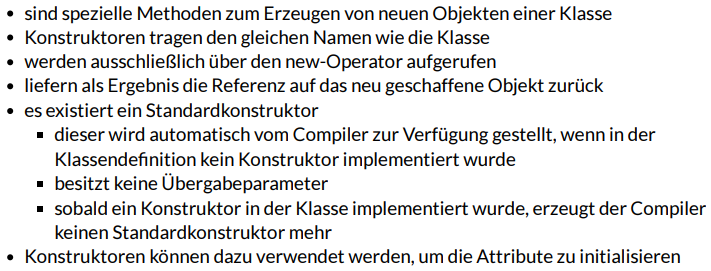 • sind spezielle Methoden zum Erzeugen von neuen Objekten einer Klasse
• Konstruktoren tragen den gleichen Namen wie die Klasse
• werden ausschließlich über den new-Operator aufgerufen
• liefern als Ergebnis die Referenz auf das neu geschaffene Objekt zurück
• es existiert ein Standardkonstruktor
▪ dieser wird automatisch vom Compiler zur Verfügung gestellt, wenn in der
Klassendefinition kein Konstruktor implementiert wurde
▪ besitzt keine Übergabeparameter
▪ sobald ein Konstruktor in der Klasse implementiert wurde, erzeugt der Compiler
keinen Standardkonstruktor mehr
• Konstruktoren können dazu verwendet werden, um die Attribute zu initialisieren